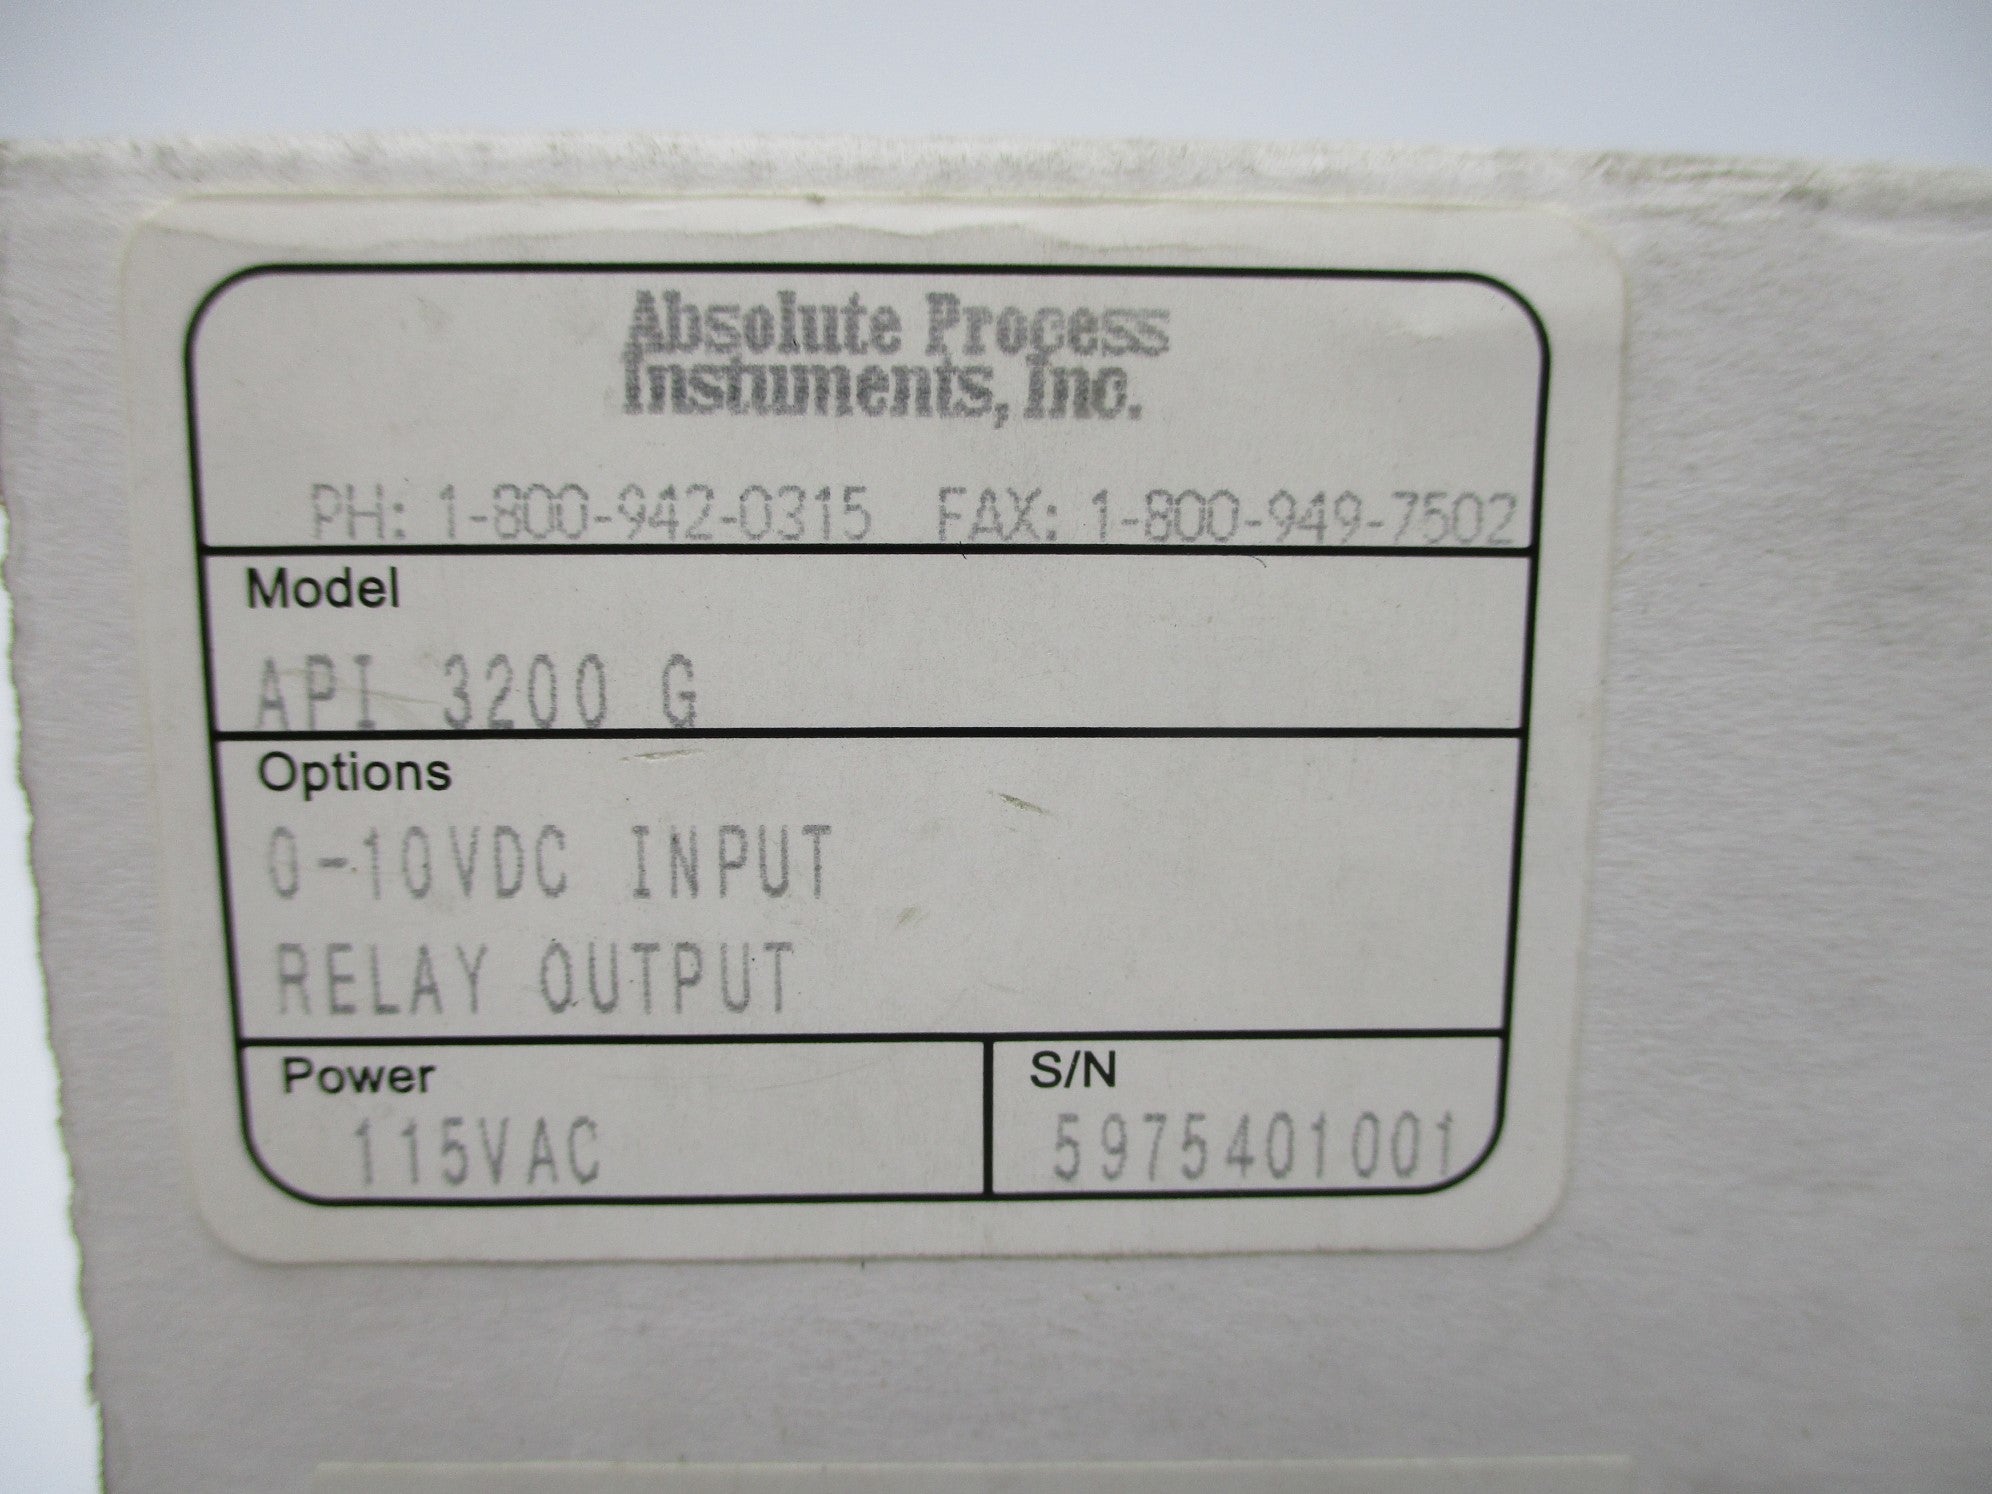 Absolute Process
Instuments, Inc.
PH: 1-800-942-0315 FAX: 1-800-949-7502
Model
API 3200 G
Options
0-10VDC INPUT
RELAY OUTPUT
Power
115VAC
S/N
5975401001